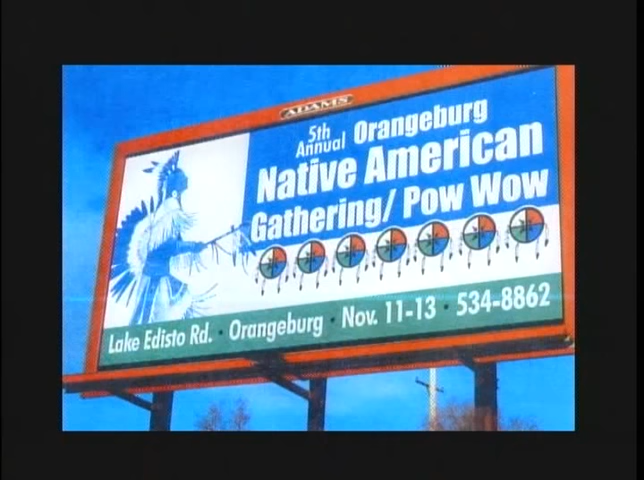 ADAMS
5th Annual Orangeburg
Native American
Gathering/ Pow Wow
Lake Edisto Rd. · Orangeburg · Nov. 11-13 · 534-8862